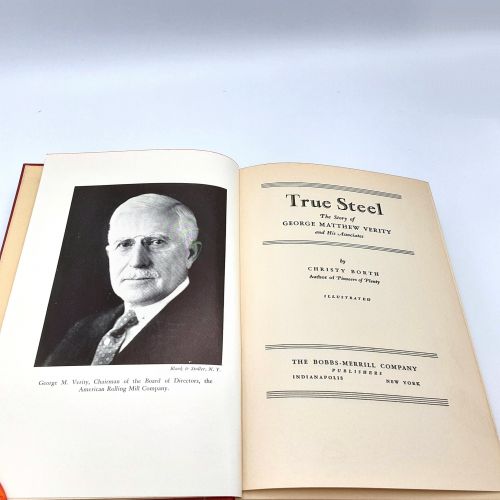 Blank & Stoller, N. Y.
George M. Verity, Chairman of the Board of Directors, the
American Rolling Mill Company.
True Steel
The Story of
GEORGE MATTHEW VERITY
and His Associates
by
CHRISTY BORTH
Author of Pioneers of Plenty
ILLUSTRATED
THE BOBBS-MERRILL COMPANY
PUBLISHERS
INDIANAPOLIS NEW YORK